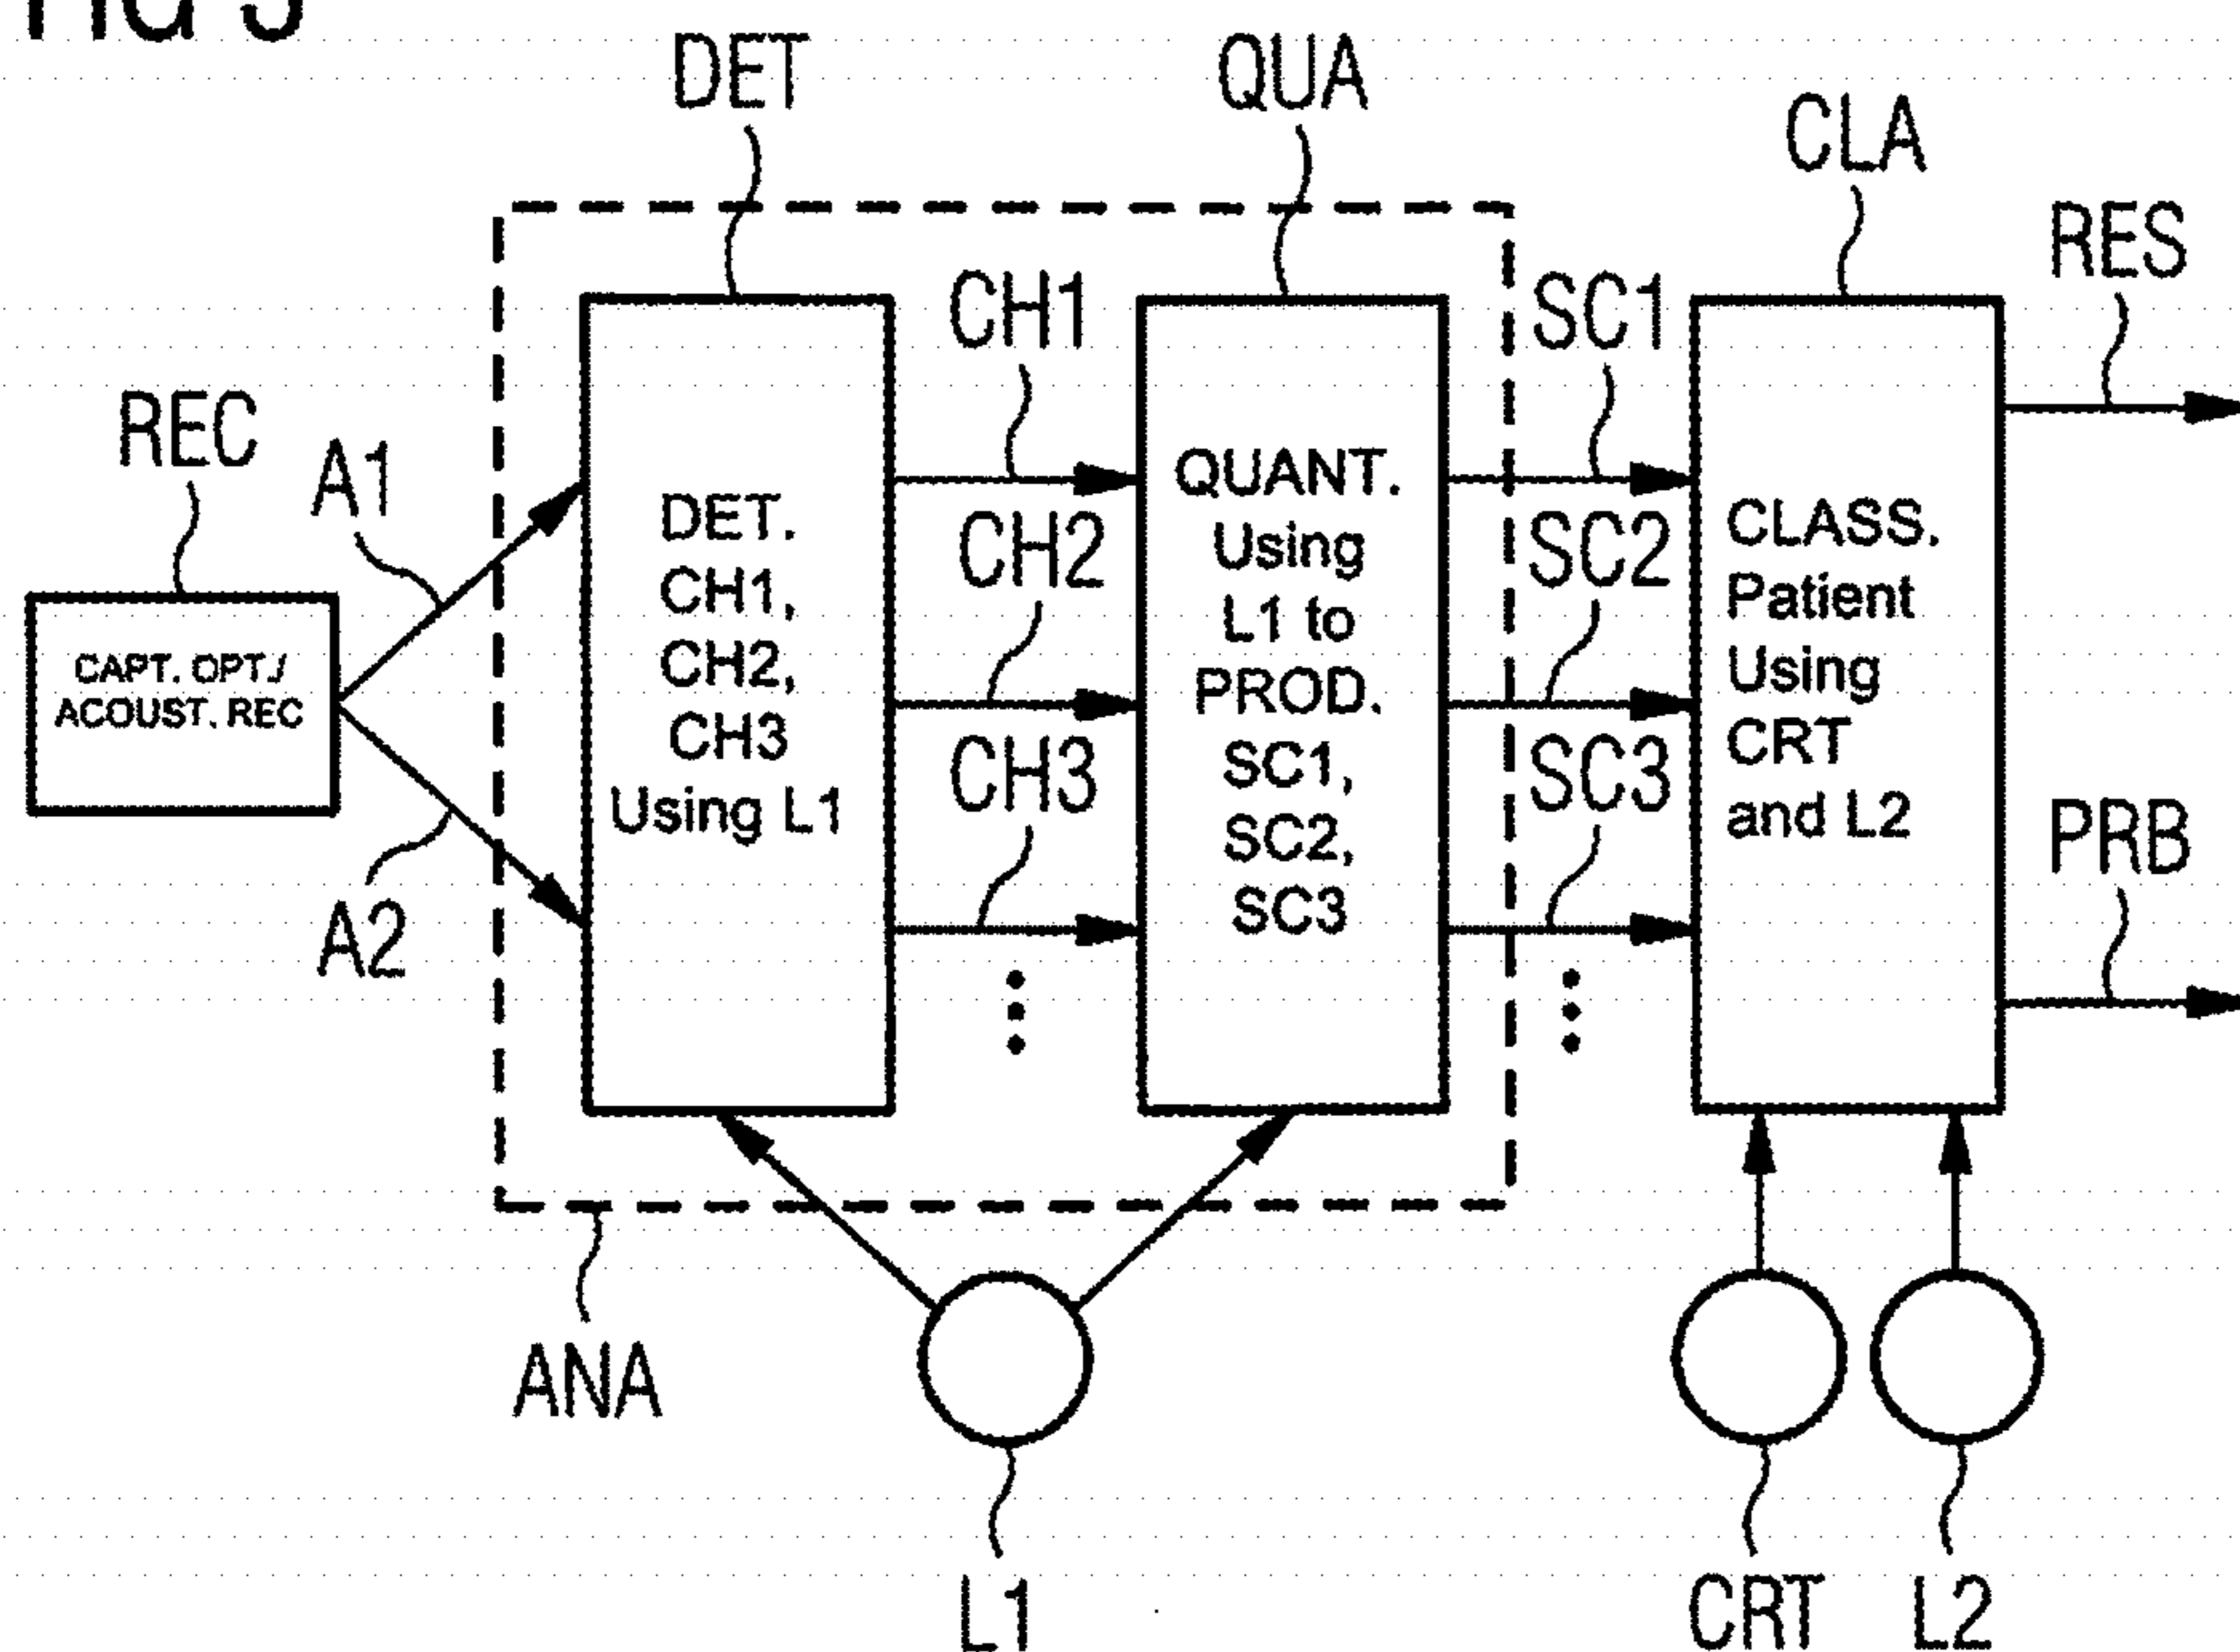 DET
QUA
CLA
RES
REC
A1
CH1
SC1
CAPT. OPT./
ACOUST. REC
DET.
CH1,
CH2,
CH3
Using L1
CH2
CH3
QUANT.
Using
L1 to
PROD.
SC1,
SC2,
SC3
SC2
SC3
CLASS.
Patient
Using
CRT
and L2
PRB
A2
ANA
L1
CRT
L2